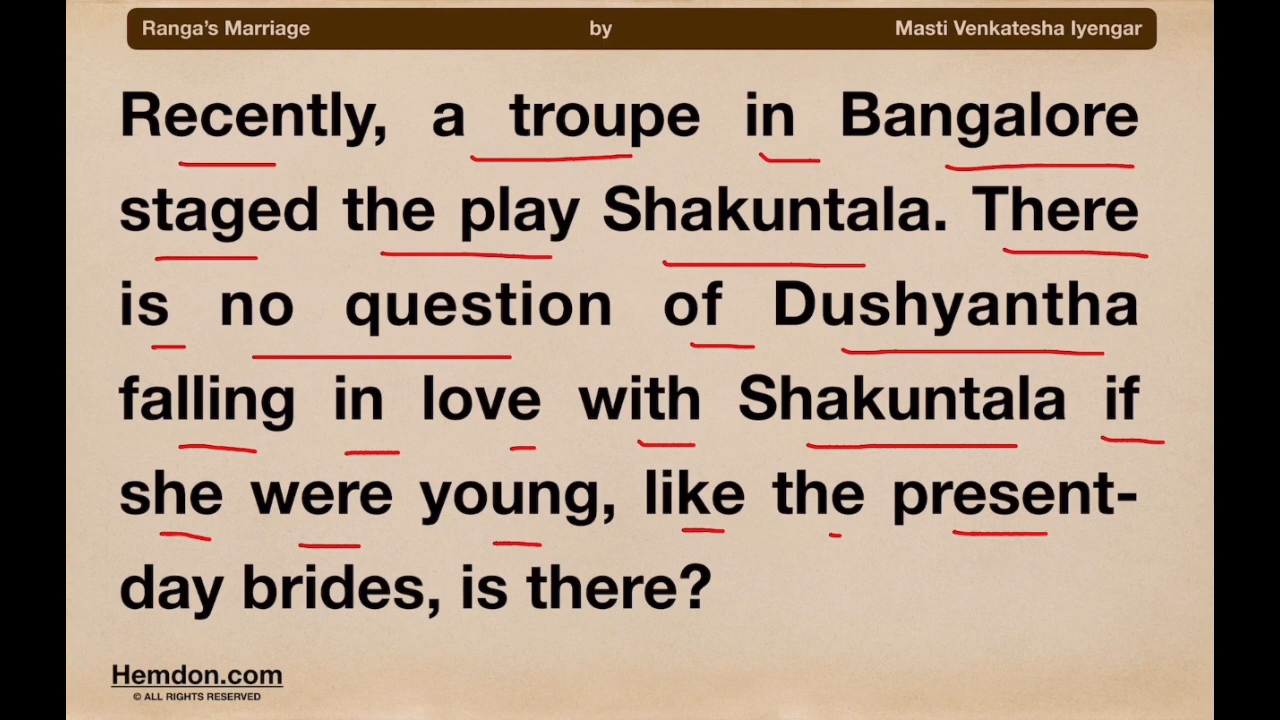 Ranga’s Marriage by Masti Venkatesha Iyengar
Recently, a troupe in Bangalore
staged the play Shakuntala. There
is no question of Dushyantha
falling in love with Shakuntala if
she were young, like the present-
day brides, is there?
Hemdon.com
© ALL RIGHTS RESERVED